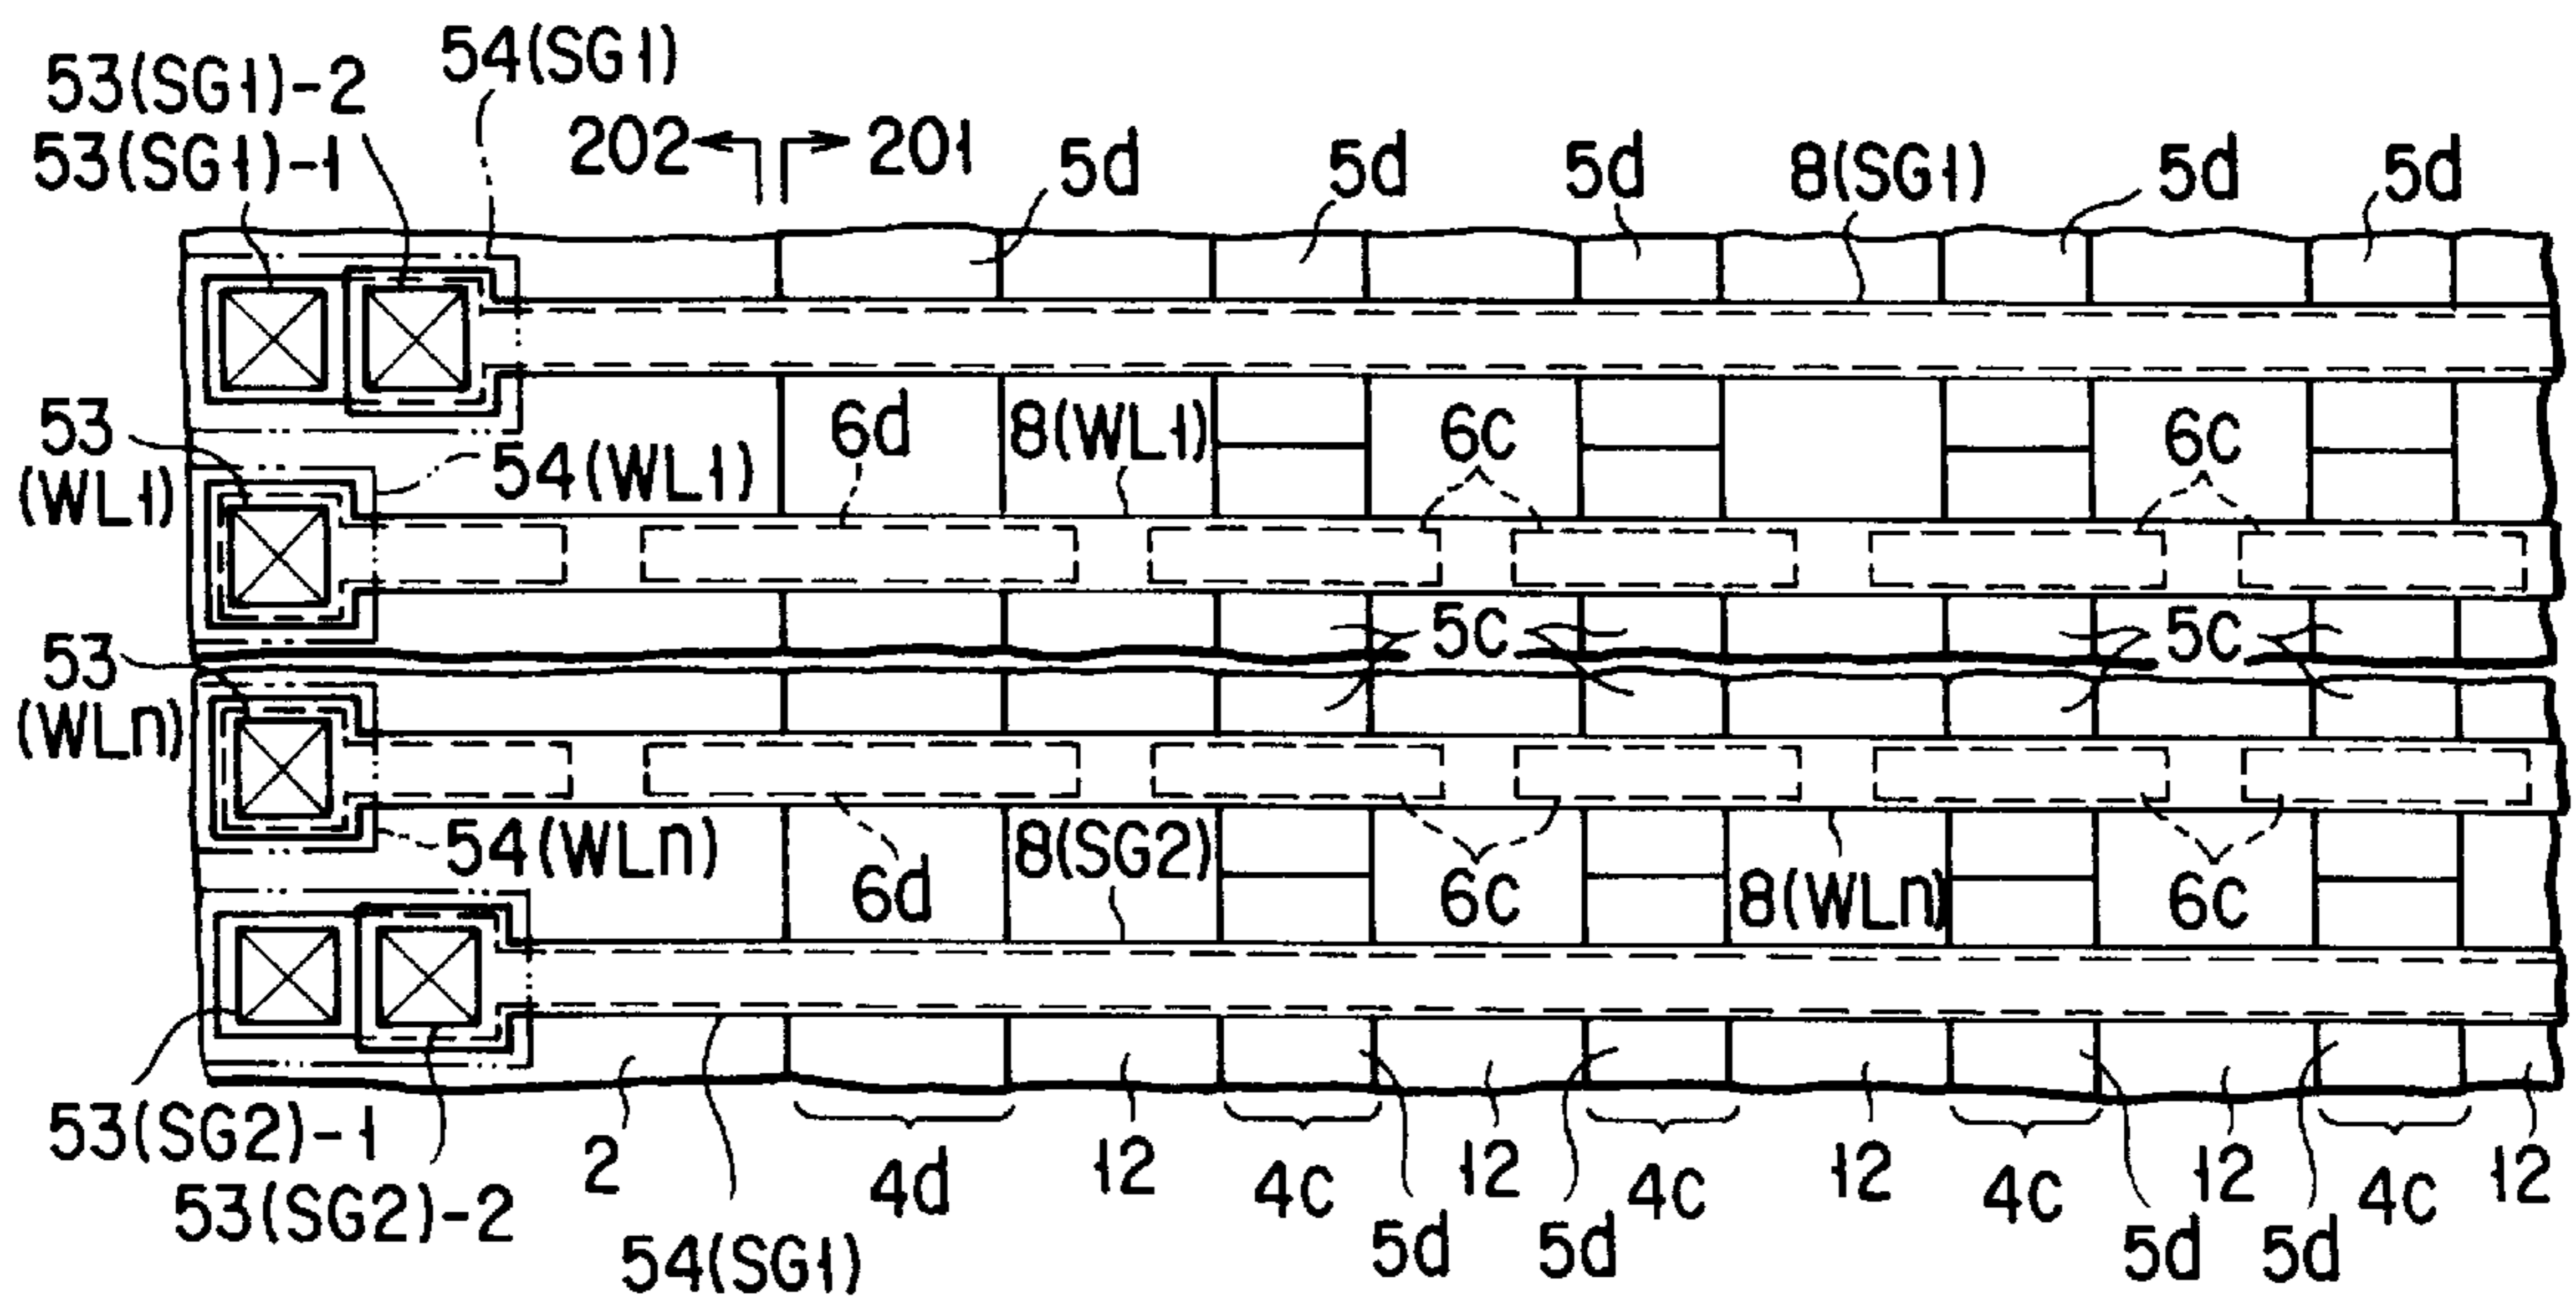 54(SG1)
53(SG1)-2
53(SG1)-1
202
201
5d
5d
5d
8(SG1)
5d
5d
53
(WL1)
54(WL1)
6d
8(WL1)
6c
6c
5c
5c
53
(WLn)
54(WLn)
6d
8(SG2)
6c
8(WLn)
6c
53(SG2)-1
53(SG2)-2
2
54(SG1)
4d
12
4c
5d
12
5d
4c
12
4c
5d
12
5d
4c
12